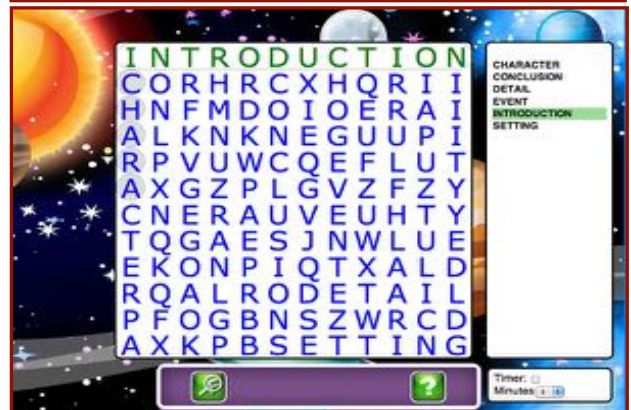 INTRODUCTION
CORHRCXHQRII
HNFMDOIOERAI
ALKNKNEGUUPI
RPVUWCQEFLUT
AXGZPLGVZFZY
CNERAUVEUHTY
TQGAESJNWLUE
EKONPIQTXALD
RQALRODETAIL
PFOGBNSZWRCD
AXKPBSETTING
CHARACTER
CONCLUSION
DETAIL
EVENT
INTRODUCTION
SETTING
?
Timer:
Minutes